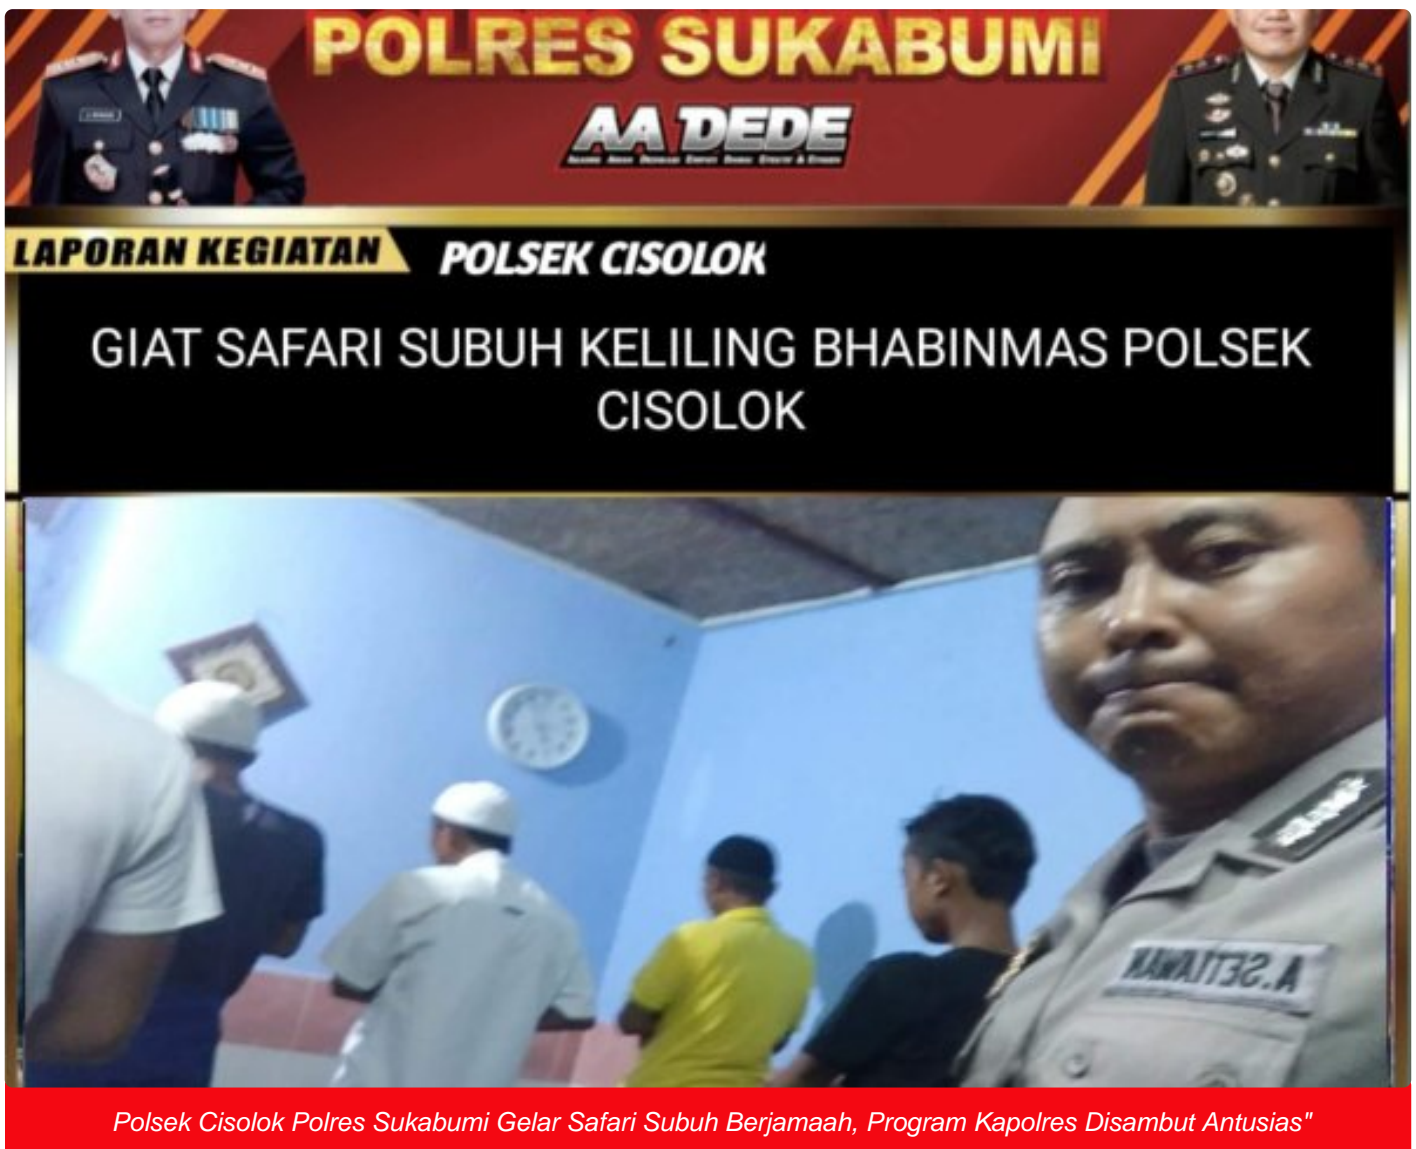 POLRES SUKABUMI
AA DEDE
LAPORAN KEGIATAN POLSEK CISOLOK
GIAT SAFARI SUBUH KELILING BHABINMAS POLSEK
CISOLOK
A.SETIAWAN
Polsek Cisolok Polres Sukabumi Gelar Safari Subuh Berjamaah, Program Kapolres Disambut Antusias"